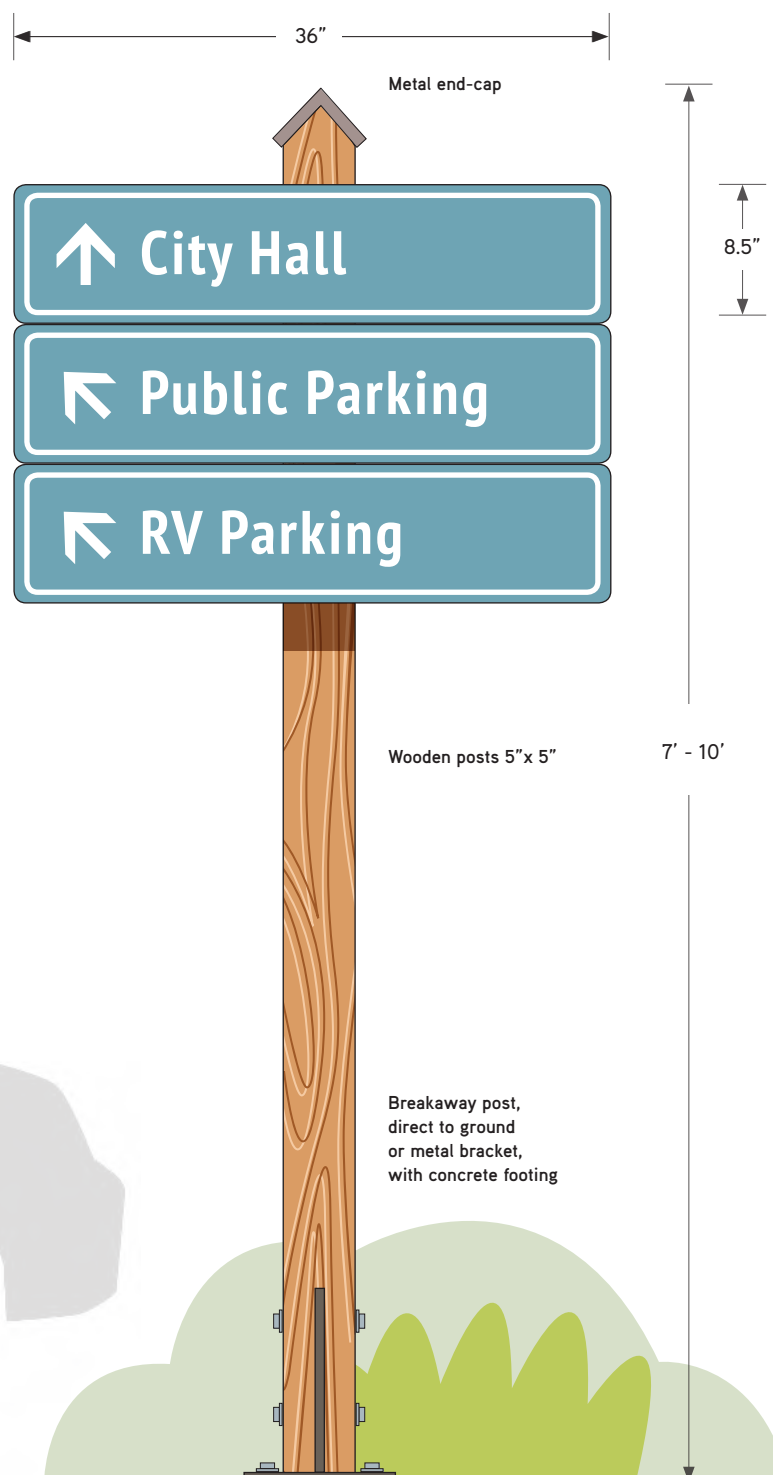 36”
Metal end-cap
City Hall
8.5”
Public Parking
RV Parking
Wooden posts 5”x 5”
7’ - 10’
Breakaway post,
direct to ground
or metal bracket,
with concrete footing